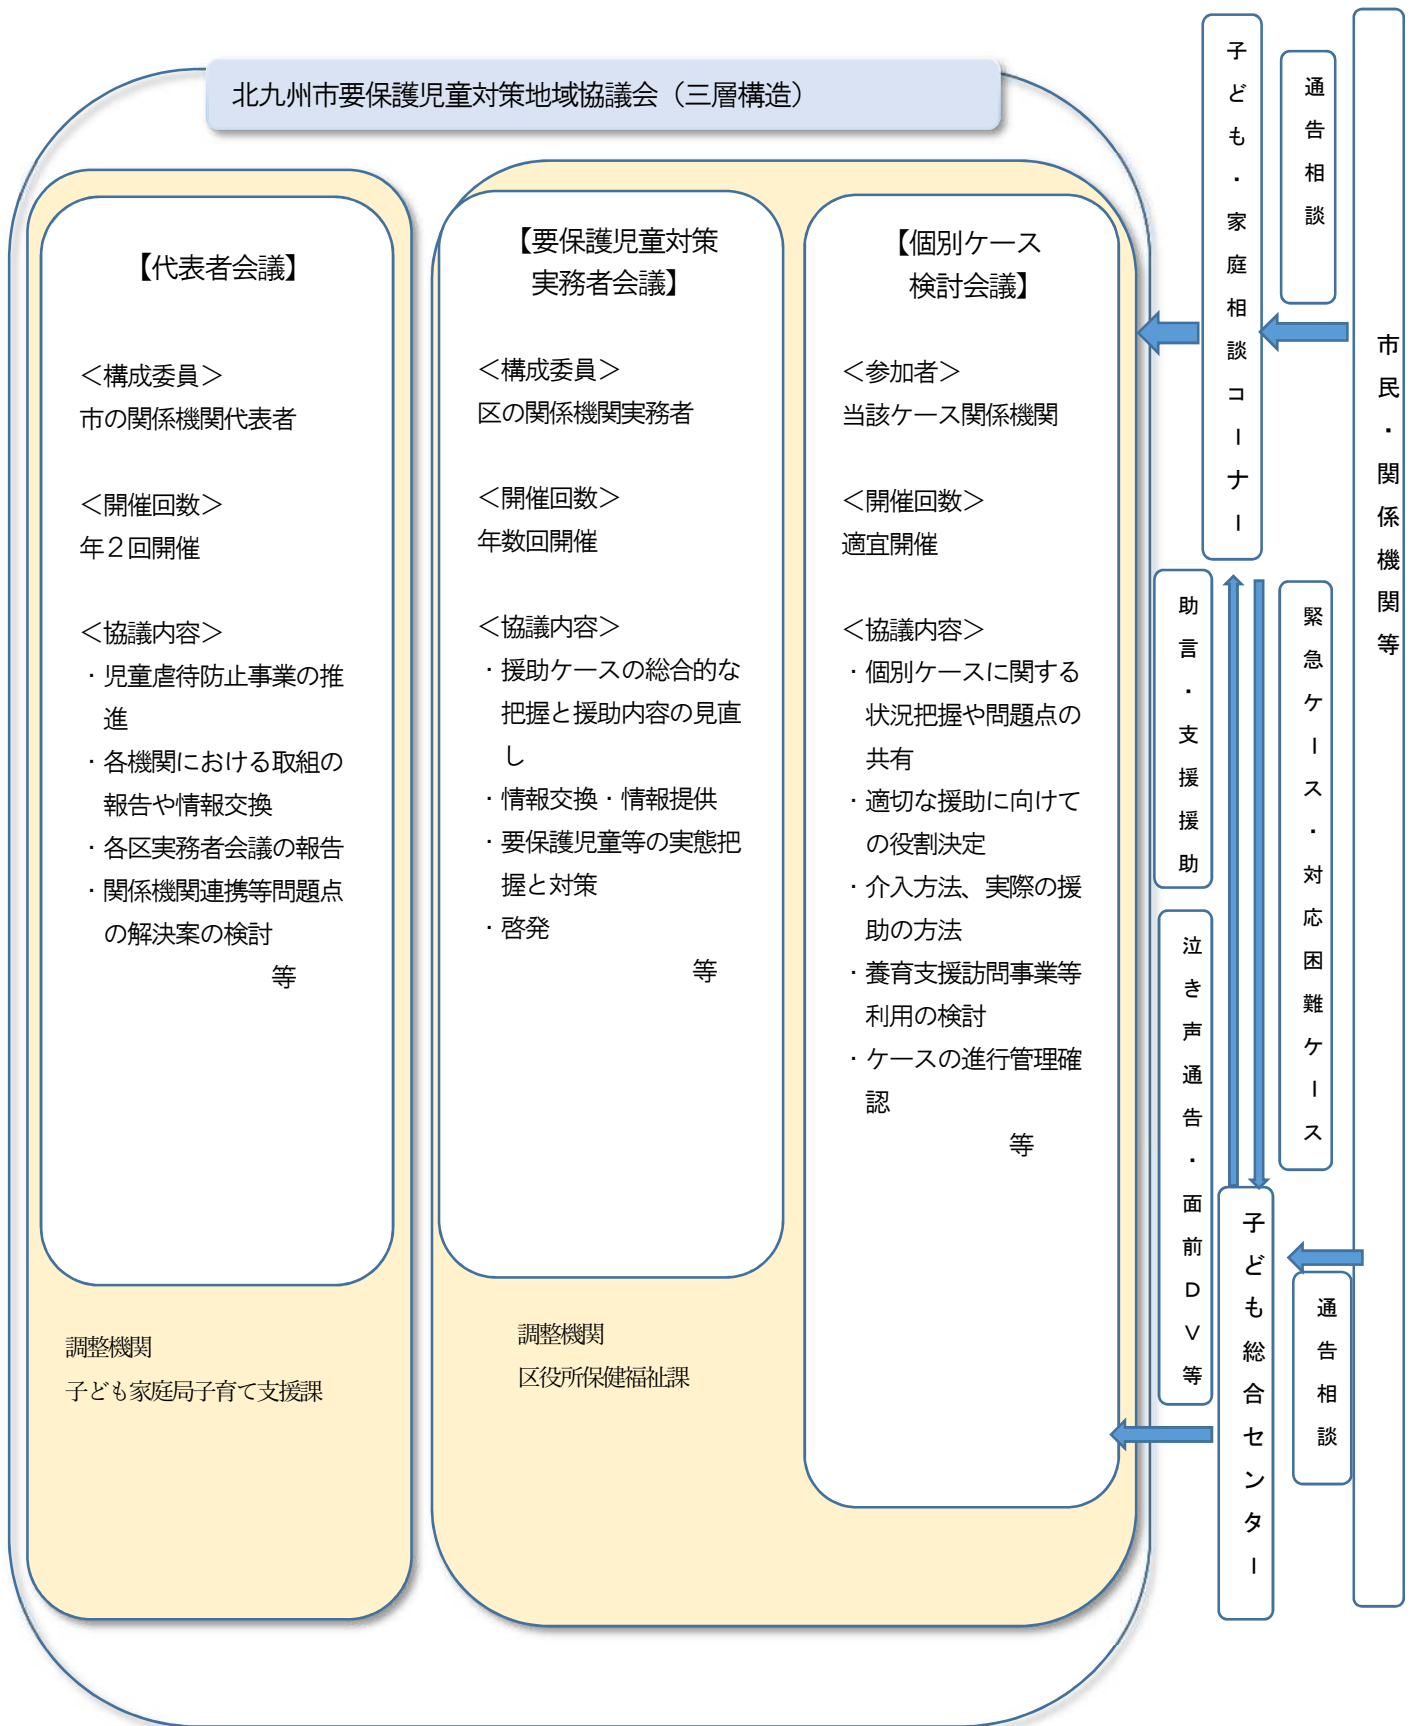 北九州市要保護児童対策地域協議会（三層構造）
【代表者会議】
＜構成委員＞
市の関係機関代表者
＜開催回数＞
年２回開催
＜協議内容＞
・児童虐待防止事業の推
進
・各機関における取組の
報告や情報交換
・各区実務者会議の報告
・関係機関連携等問題点
の解決案の検討
等
調整機関
子ども家庭局子育て支援課
【要保護児童対策
実務者会議】
＜構成委員＞
区の関係機関実務者
＜開催回数＞
年数回開催
＜協議内容＞
・援助ケースの総合的な
把握と援助内容の見直
し
・情報交換・情報提供
・要保護児童等の実態把
握と対策
・啓発
等
調整機関
区役所保健福祉課
【個別ケース
検討会議】
＜参加者＞
当該ケース関係機関
＜開催回数＞
適宜開催
＜協議内容＞
・個別ケースに関する
状況把握や問題点の
共有
・適切な援助に向けて
の役割決定
・介入方法、実際の援
助の方法
・養育支援訪問事業等
利用の検討
・ケースの進行管理確
認
等
子ども・家庭相談コーナー
通告相談
市民・関係機関等
助言・支援援助
緊急ケース・対応困難ケース
泣き声通告・面前ＤＶ等
子ども総合センター
通告相談